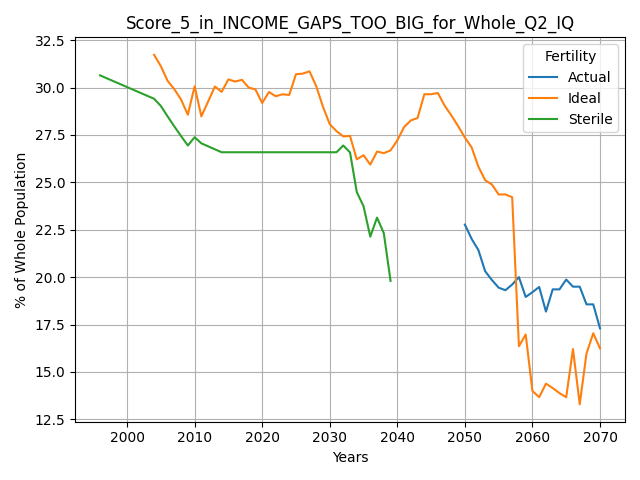 Score_5_in_INCOME_GAPS_TOO_BIG_for_Whole_Q2_IQ
Fertility
Actual
Ideal
Sterile
% of Whole Population
32.5
30.0
27.5
25.0
22.5
20.0
17.5
15.0
12.5
2000 2010 2020 2030 2040 2050 2060 2070
Years